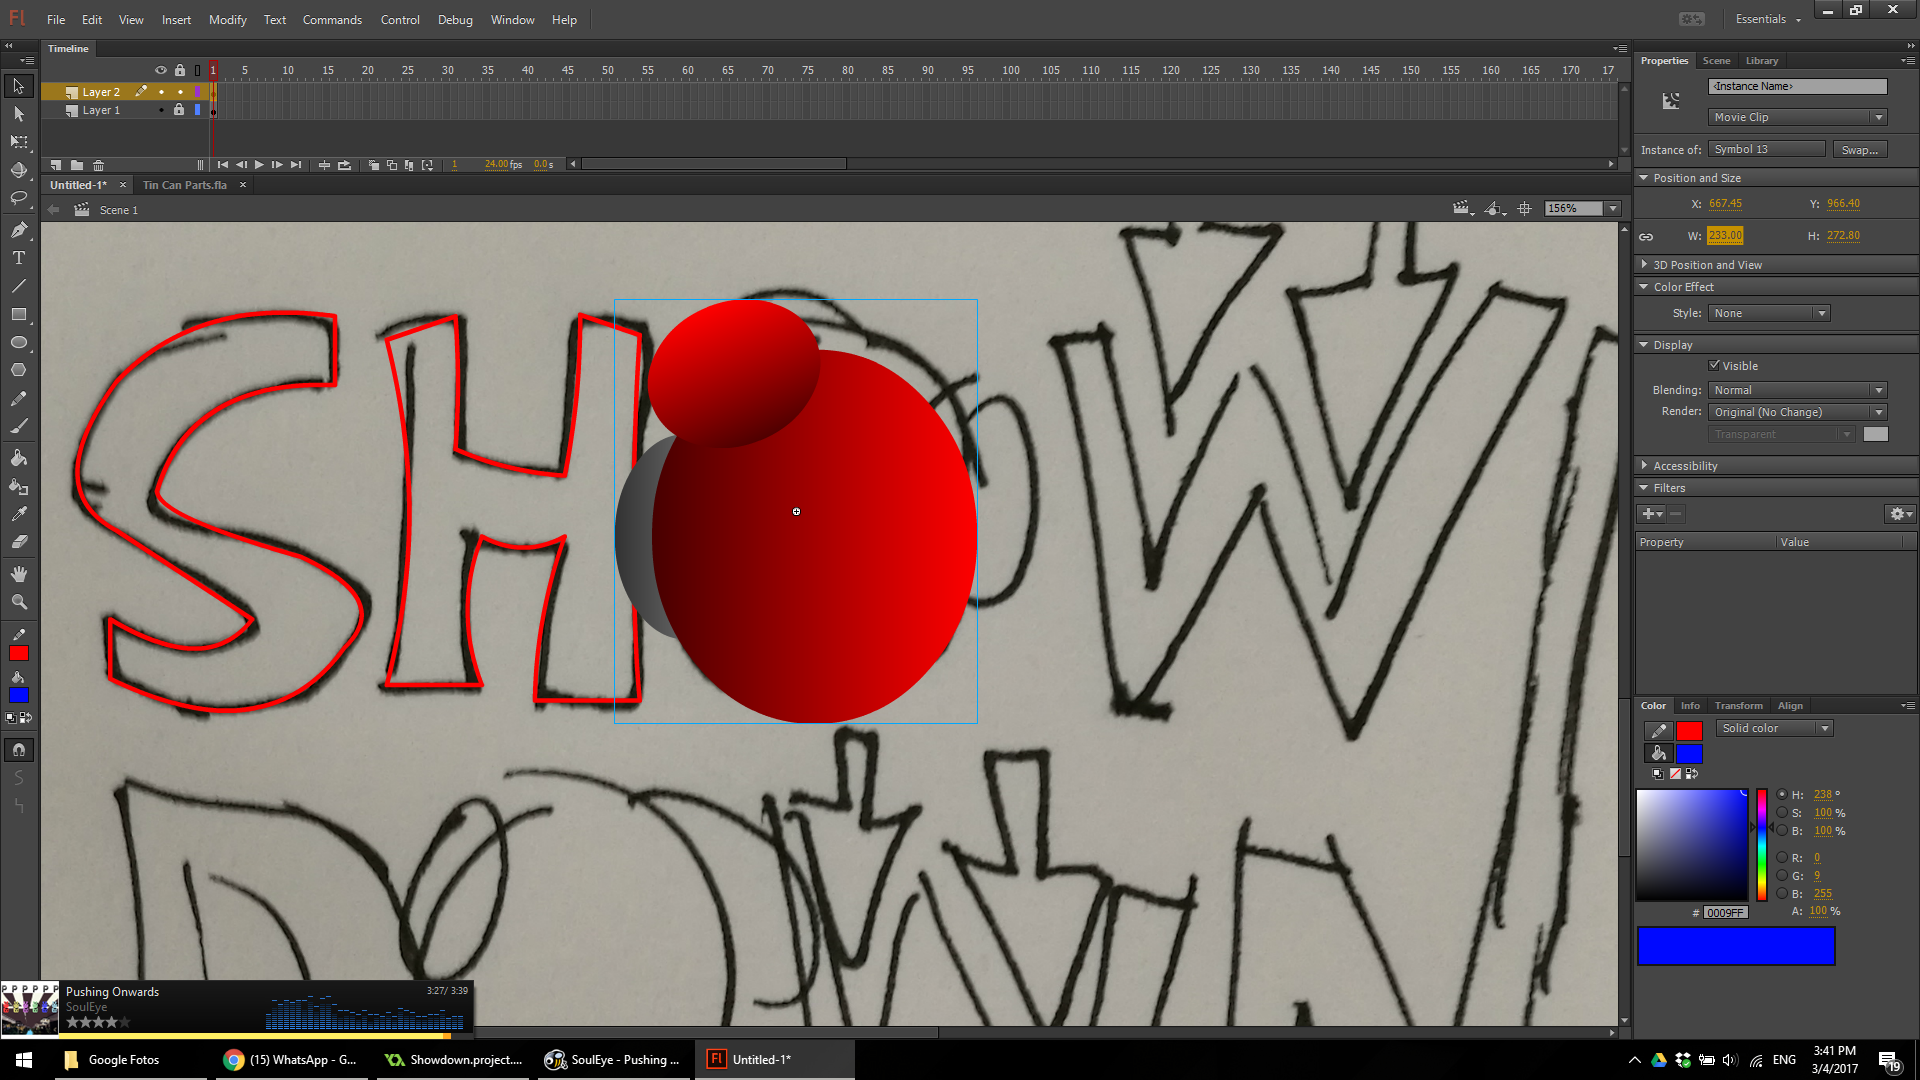 Fl File Edit View Insert Modify Text Commands Control Debug Window Help Essentials
Timeline
1 5 10 15 20 25 30 35 40 45 50 55 60 65 70 75 80 85 90 95 100 105 110 115 120 125 130 135 140 145 150 155 160 165 170 17
Layer 2
Layer 1
1 24.00 fps 0.0 s
Untitled-1* × Tin Can Parts.fla ×
Scene 1 156%
SHOW
DOWN
Properties Scene Library
<Instance Name>
Movie Clip
Instance of: Symbol 13 Swap...
Position and Size
X: 667.45 Y: 966.40
W: 233.00 H: 272.80
3D Position and View
Color Effect
Style: None
Display
Visible
Blending: Normal
Render: Original (No Change)
Transparent
Accessibility
Filters
Property Value
Color Info Transform Align
Solid color
H: 238 °
S: 100 %
B: 100 %
R: 0
G: 9
B: 255
# 0009FF A: 100 %
Pushing Onwards 3:27/ 3:39
SoulEye
Google Fotos (15) WhatsApp - G... Showdown.project.... SoulEye - Pushing ... Fl Untitled-1* ENG 3:41 PM
3/4/2017
19